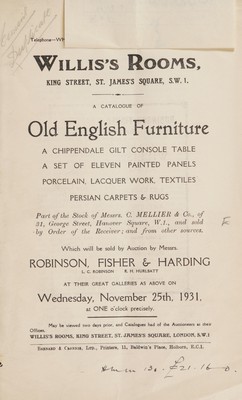 Telephone—WH
WILLIS'S ROOMS,
KING STREET, ST. JAMES'S SQUARE, S.W. 1.
A CATALOGUE OF
Old English Furniture
A CHIPPENDALE GILT CONSOLE TABLE
A SET OF ELEVEN PAINTED PANELS
PORCELAIN, LACQUER WORK, TEXTILES
PERSIAN CARPETS & RUGS
Part of the Stock of Messrs. C. MELLIER & Co., of
31, George Street, Hanover Square, W.1., and sold
by Order of the Receiver; and from other sources.
Which will be sold by Auction by Messrs.
ROBINSON, FISHER & HARDING
L. C. ROBINSON R. H. HURLBATT
AT THEIR GREAT GALLERIES AS ABOVE ON
Wednesday, November 25th, 1931,
at ONE o'clock precisely.
May be viewed two days prior, and Catalogues had of the Auctioneers at their
Offices,
WILLIS'S ROOMS, KING STREET, ST. JAMES'S SQUARE, LONDON, S.W.1
£21.16